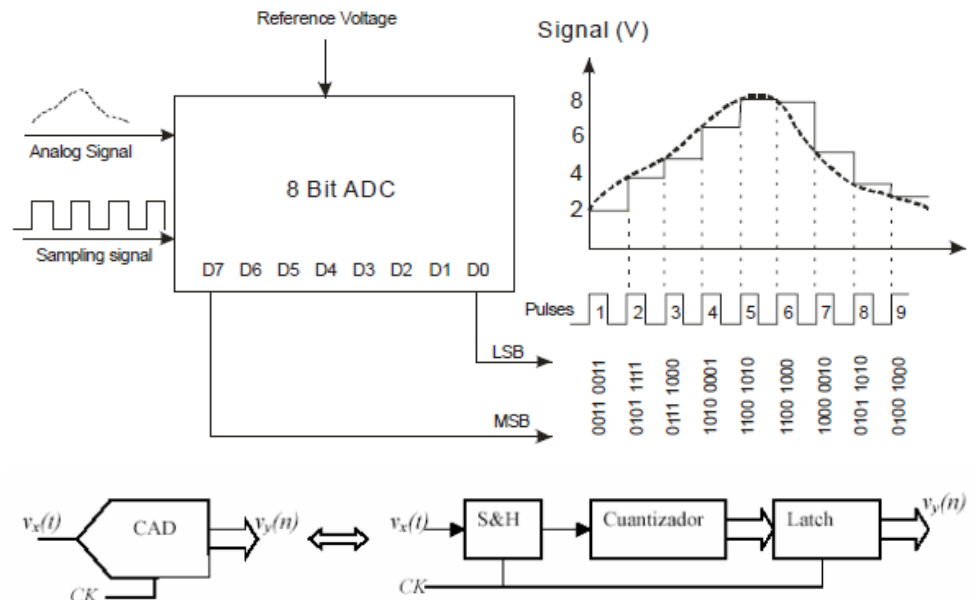 Reference Voltage
Analog Signal
Sampling signal
8 Bit ADC
D7 D6 D5 D4 D3 D2 D1 D0
LSB
MSB
Signal (V)
8
6
4
2
Pulses 1 2 3 4 5 6 7 8 9
0011 0011
0101 1111
0111 1000
1010 0001
1100 1010
1100 1000
1000 0010
0101 1010
0100 1000
vx(t) CAD vy(n)
CK
vx(t) S&H Cuantizador Latch vy(n)
CK